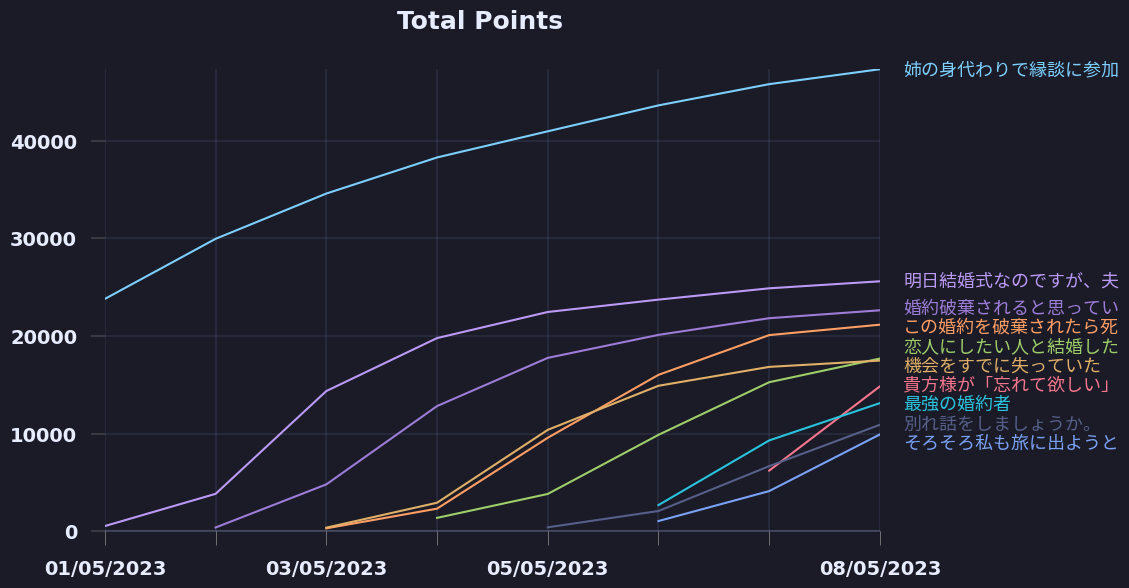 Total Points
姉の身代わりで縁談に参加
40000
30000
明日結婚式なのですが、夫
婚約破棄されると思ってい
この婚約を破棄されたら死
20000
恋人にしたい人と結婚した
機会をすでに失っていた
貴方様が「忘れて欲しい」
最強の婚約者
別れ話をしましょうか。
10000
そろそろ私も旅に出ようと
0
01/05/2023
03/05/2023
05/05/2023
08/05/2023